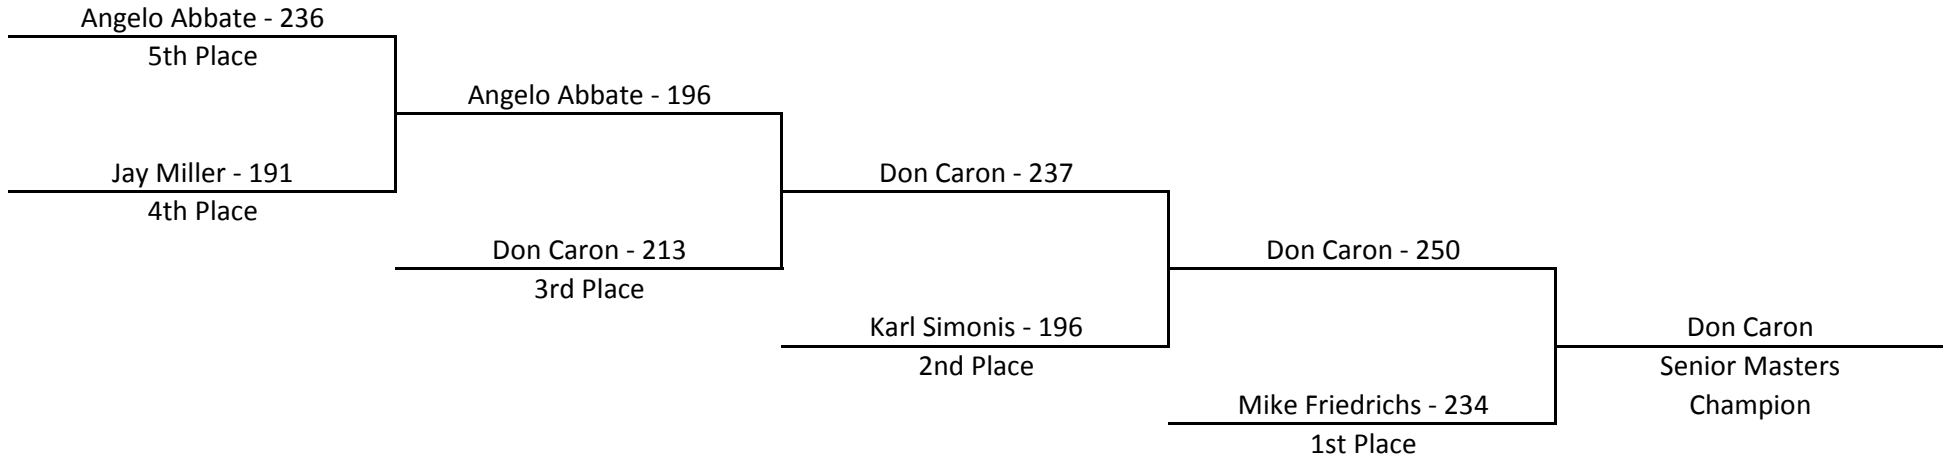 Angelo Abbate - 236
5th Place
Angelo Abbate - 196
Jay Miller - 191
4th Place
Don Caron - 237
Don Caron - 213
3rd Place
Don Caron - 250
Karl Simonis - 196
2nd Place
Don Caron
Senior Masters
Champion
Mike Friedrichs - 234
1st Place